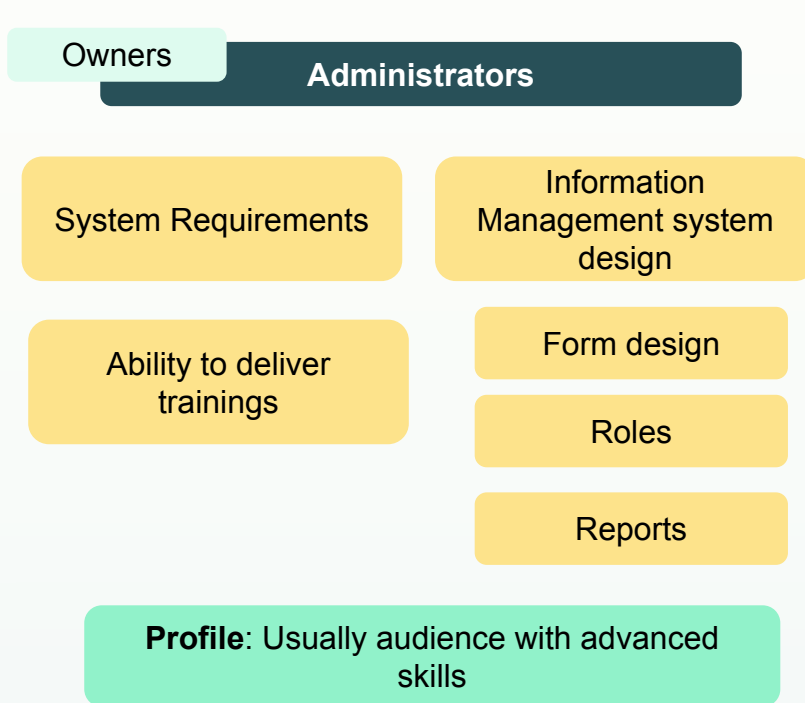 Owners
Administrators
System Requirements
Information
Management system
design
Ability to deliver
trainings
Form design
Roles
Reports
Profile: Usually audience with advanced
skills